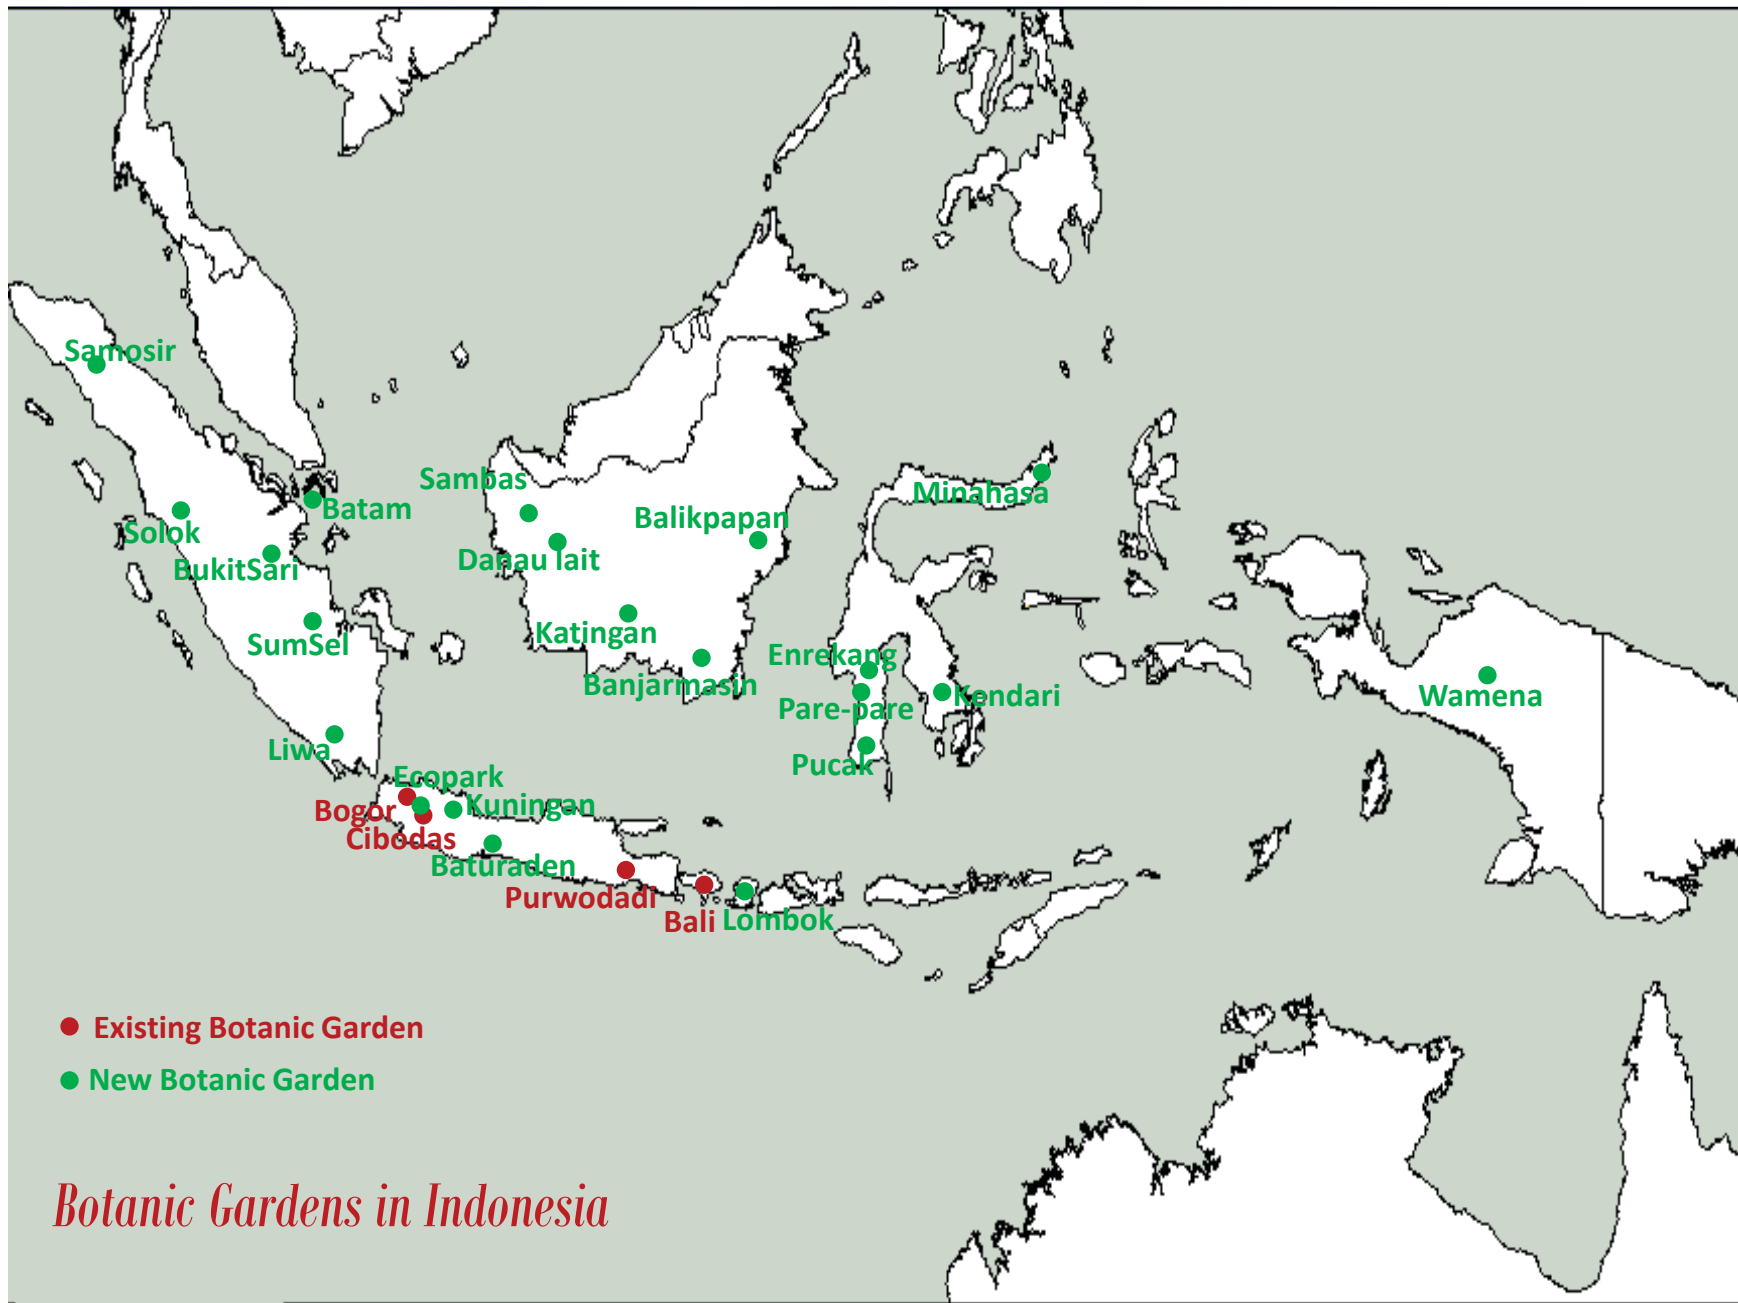 Samosir
Sambas
Minahasa
Batam
Balikpapan
Solok
Danau lait
BukitSari
Katingan
SumSel
Enrekang
Banjarmasin
Kendari
Wamena
Pare-pare
Liwa
Pucak
Ecopark
Kuningan
Bogor
Cibodas
Baturaden
Purwodadi
Bali
Lombok
Existing Botanic Garden
New Botanic Garden
Botanic Gardens in Indonesia